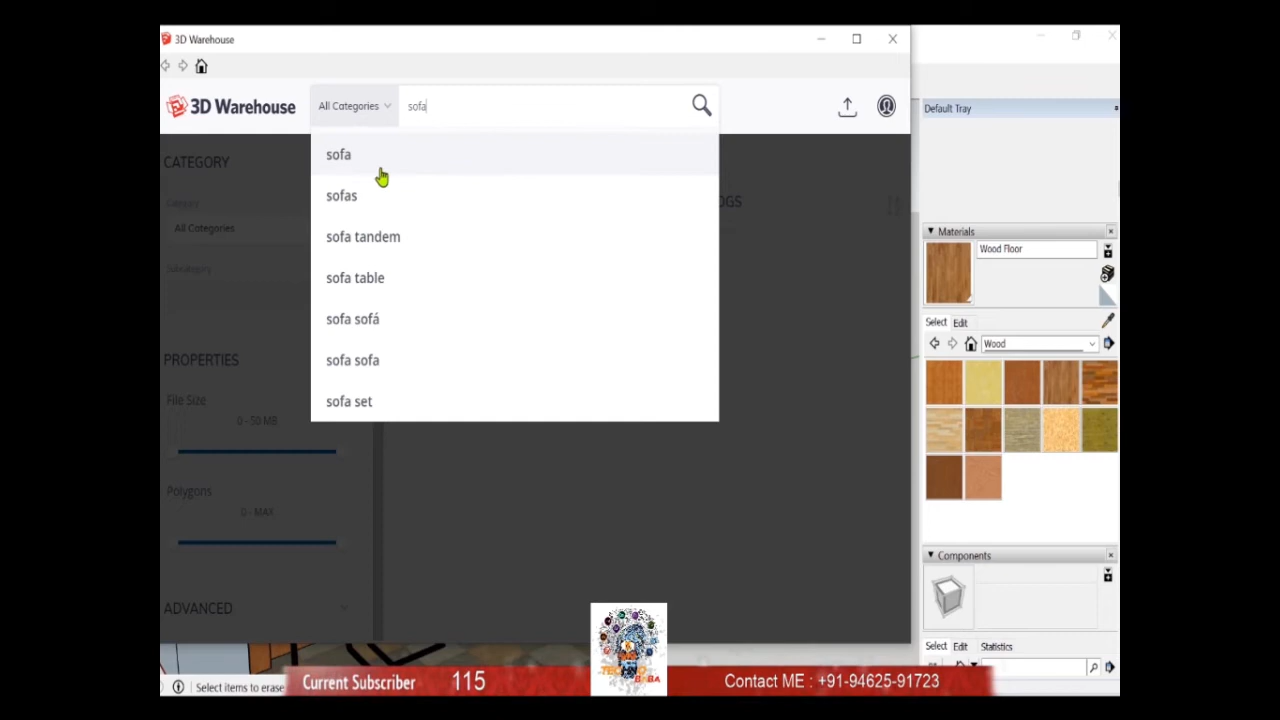 3D Warehouse
3D Warehouse
All Categories
sofa
sofa
sofas
sofa tandem
sofa table
sofa sofá
sofa sofa
sofa set
CATEGORY
Category
All Categories
Subcategory
PROPERTIES
File Size
0 - 50 MB
Polygons
0 - MAX
ADVANCED
Default Tray
Materials
Wood Floor
Select Edit
Wood
Components
Select Edit Statistics
Select items to erase
Current Subscriber 115
Contact ME : +91-94625-91723